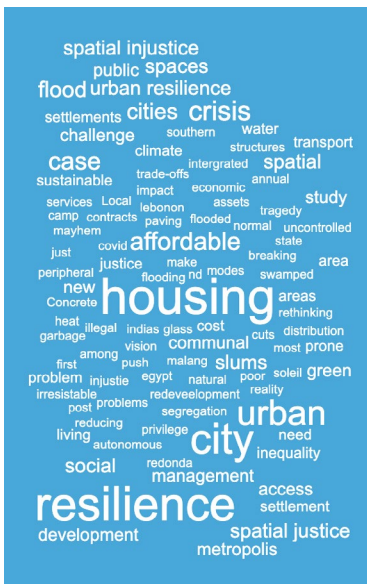 spatial injustice
public spaces
flood urban resilience
settlements cities crisis
challenge southern water
case climate structures transport
intergrated spatial
sustainable trade-offs annual
impact economic
services Local lebonon assets study
camp contracts paving flooded tragedy
mayhem normal uncontrolled
covid affordable state
just justice make breaking area
peripheral flooding nd modes swamped
new housing areas
Concrete rethinking
heat illegal indias glass cost distribution
garbage vision communal cuts most prone
among push malang slums
first problem injustie egypt natural poor soleil green
irresistable redeveelopment reality
post problems segregation urban
reducing privilege city
living autonomous need
social redonda inequality
management
resilience access
settlement
development spatial justice
metropolis